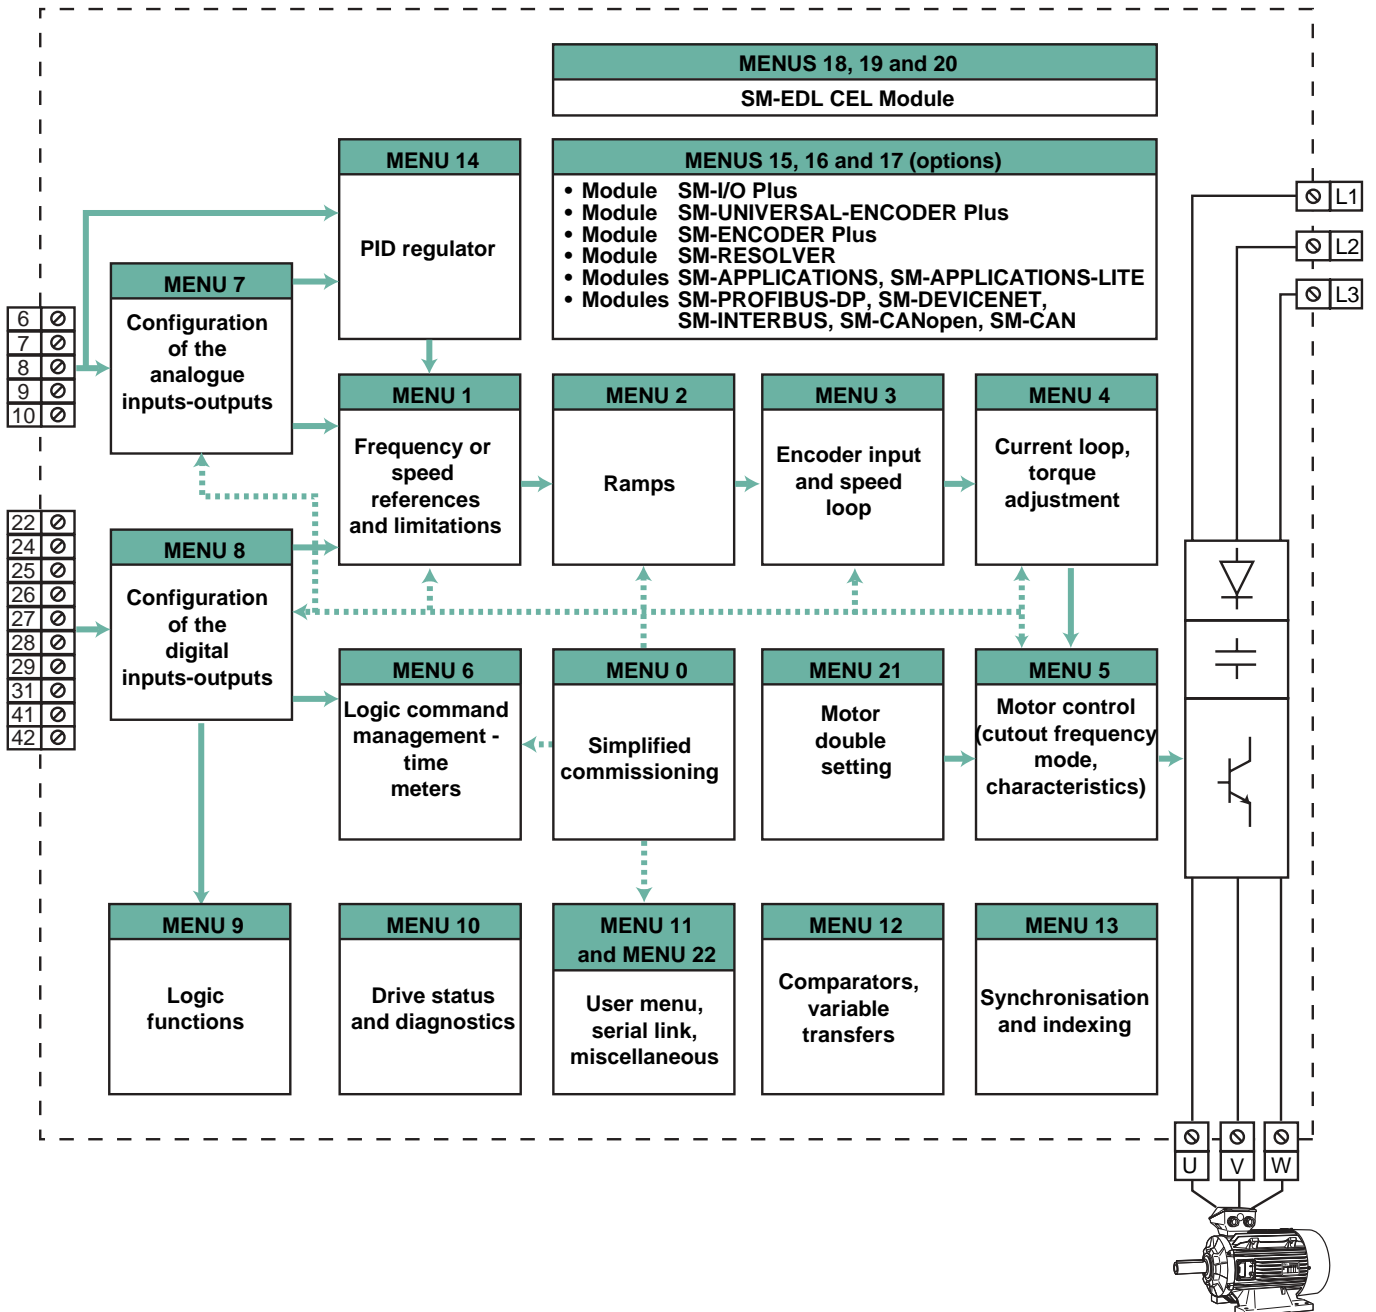 MENUS 18, 19 and 20
SM-EDL CEL Module
MENU 14
PID regulator
MENUS 15, 16 and 17 (options)
• Module SM-I/O Plus
• Module SM-UNIVERSAL-ENCODER Plus
• Module SM-ENCODER Plus
• Module SM-RESOLVER
• Modules SM-APPLICATIONS, SM-APPLICATIONS-LITE
• Modules SM-PROFIBUS-DP, SM-DEVICENET,
SM-INTERBUS, SM-CANopen, SM-CAN
L1
L2
L3
6
7
8
9
10
MENU 7
Configuration
of the
analogue
inputs-outputs
MENU 1
Frequency or
speed
references
and limitations
MENU 2
Ramps
MENU 3
Encoder input
and speed
loop
MENU 4
Current loop,
torque
adjustment
22
24
25
26
27
28
29
31
41
42
MENU 8
Configuration
of the
digital
inputs-outputs
MENU 6
Logic command
management -
time
meters
MENU 0
Simplified
commissioning
MENU 21
Motor
double
setting
MENU 5
Motor control
(cutout frequency
mode,
characteristics)
MENU 9
Logic
functions
MENU 10
Drive status
and diagnostics
MENU 11
and MENU 22
User menu,
serial link,
miscellaneous
MENU 12
Comparators,
variable
transfers
MENU 13
Synchronisation
and indexing
U
V
W